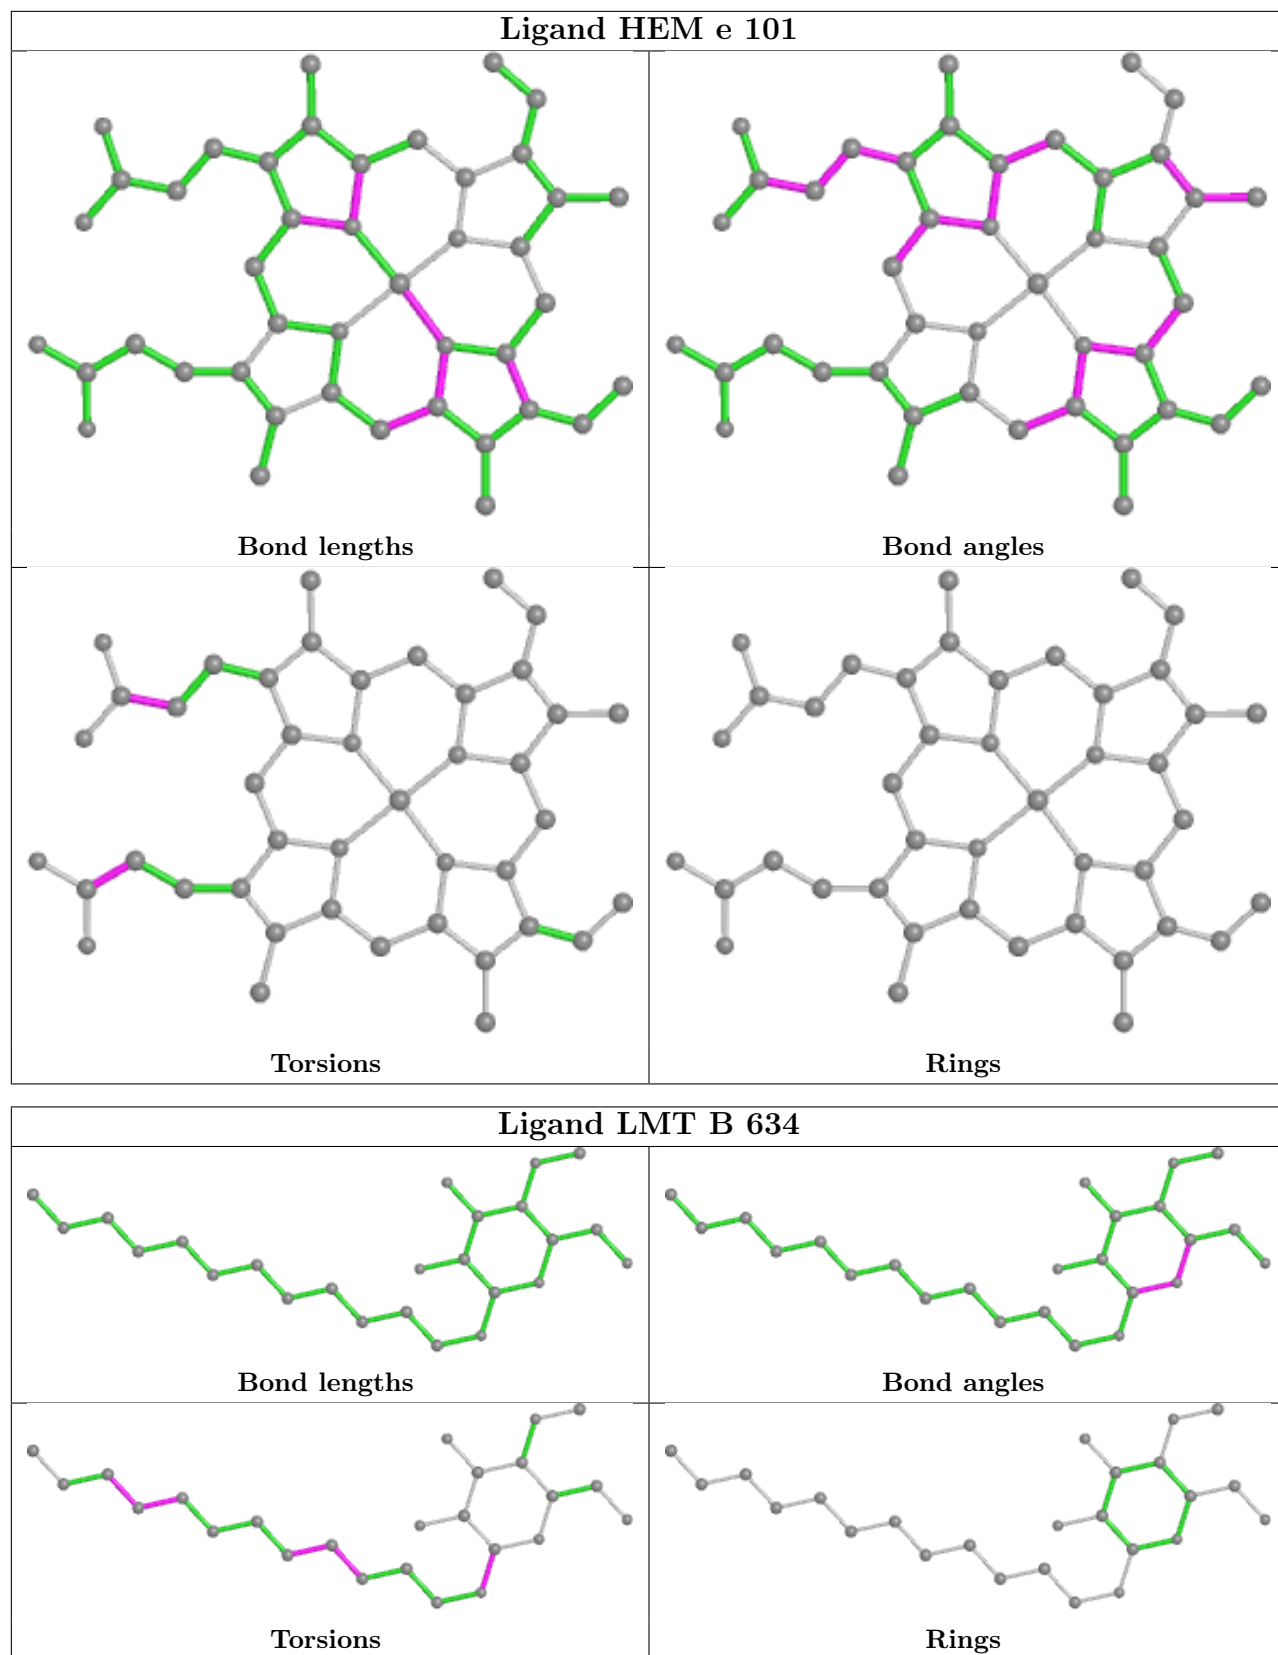 Ligand HEM e 101
Bond lengths
Bond angles
Torsions
Rings
Ligand LMT B 634
Bond lengths
Bond angles
Torsions
Rings